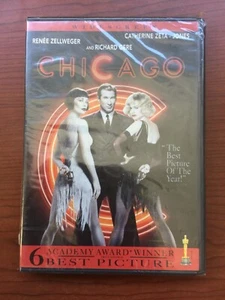 RENÉE ZELLWEGER
CATHERINE ZETA-JONES
AND RICHARD GERE
CHICAGO
"The
Best
Picture
Of The
Year!"
6 ACADEMY AWARD® WINNER
BEST PICTURE